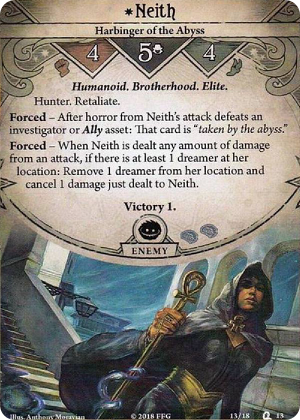 *Neith
Harbinger of the Abyss
4 5 4
Humanoid. Brotherhood. Elite.
Hunter. Retaliate.
Forced – After horror from Neith's attack defeats an
investigator or Ally asset: That card is "taken by the abyss."
Forced – When Neith is dealt any amount of damage
from an attack, if there is at least 1 dreamer at her
location: Remove 1 dreamer from her location and
cancel 1 damage just dealt to Neith.
Victory 1.
ENEMY
Illus. Anthony Moravian © 2018 FFG 13/18 13